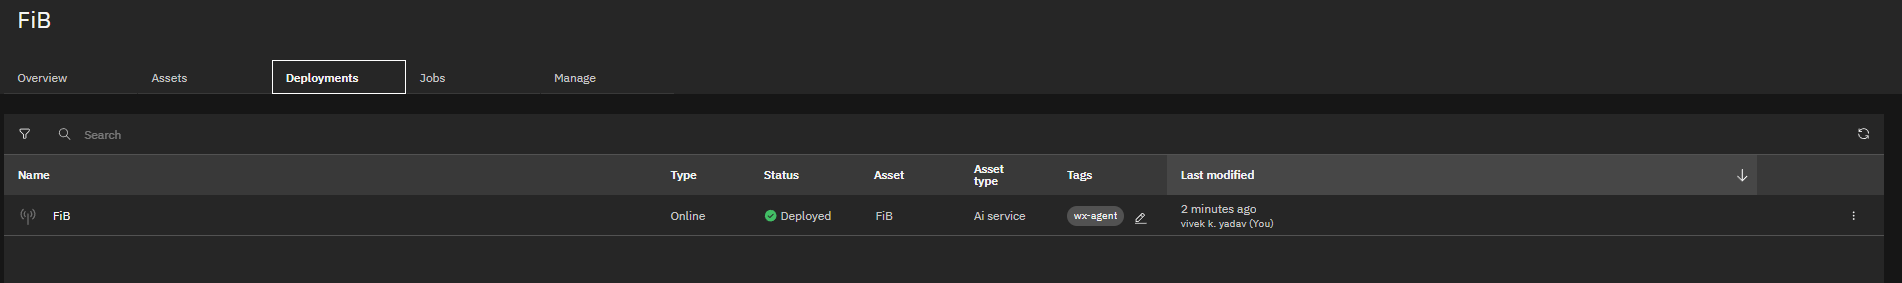 FiB
Overview Assets Deployments Jobs Manage
Search
Name Type Status Asset Asset type Tags Last modified
FiB Online Deployed FiB Ai service wx-agent 2 minutes ago
vivek k. yadav (You)